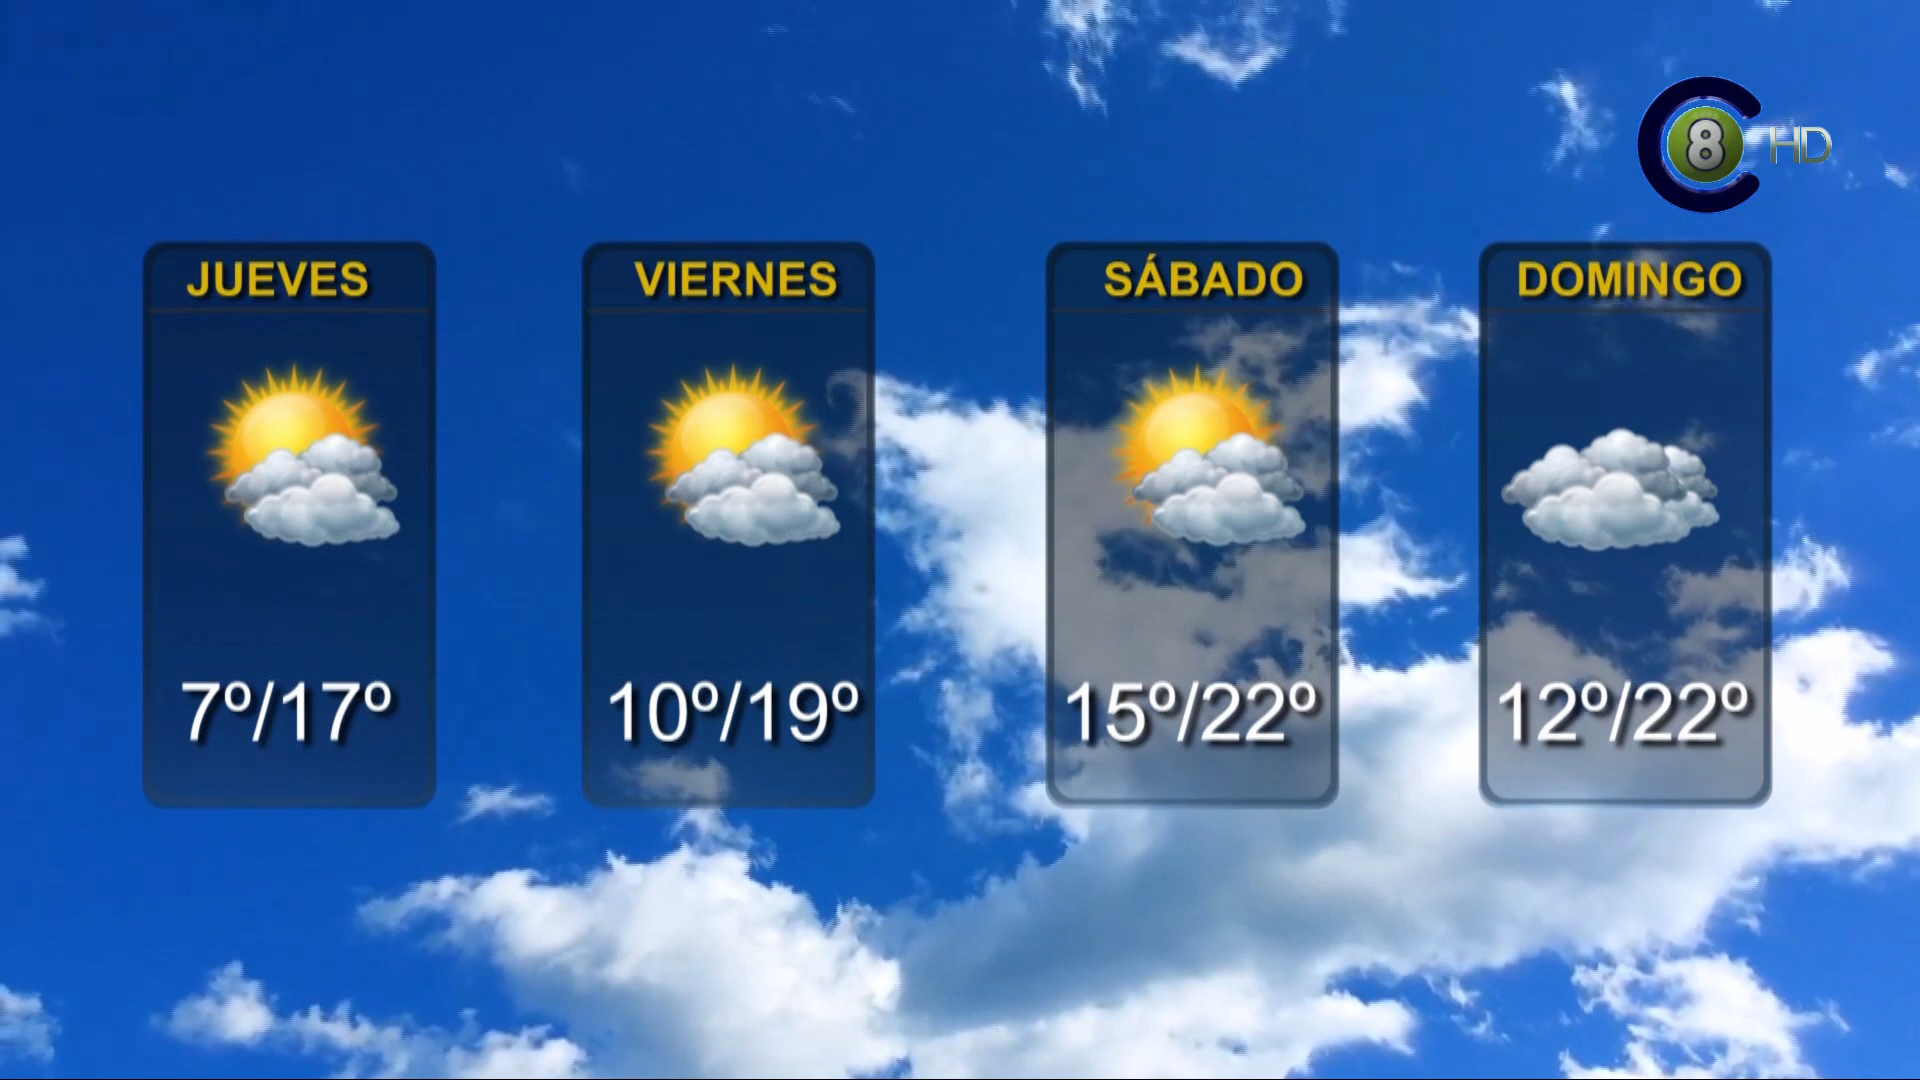 8 HD
JUEVES
VIERNES
SÁBADO
DOMINGO
7º/17º
10º/19º
15º/22º
12º/22º